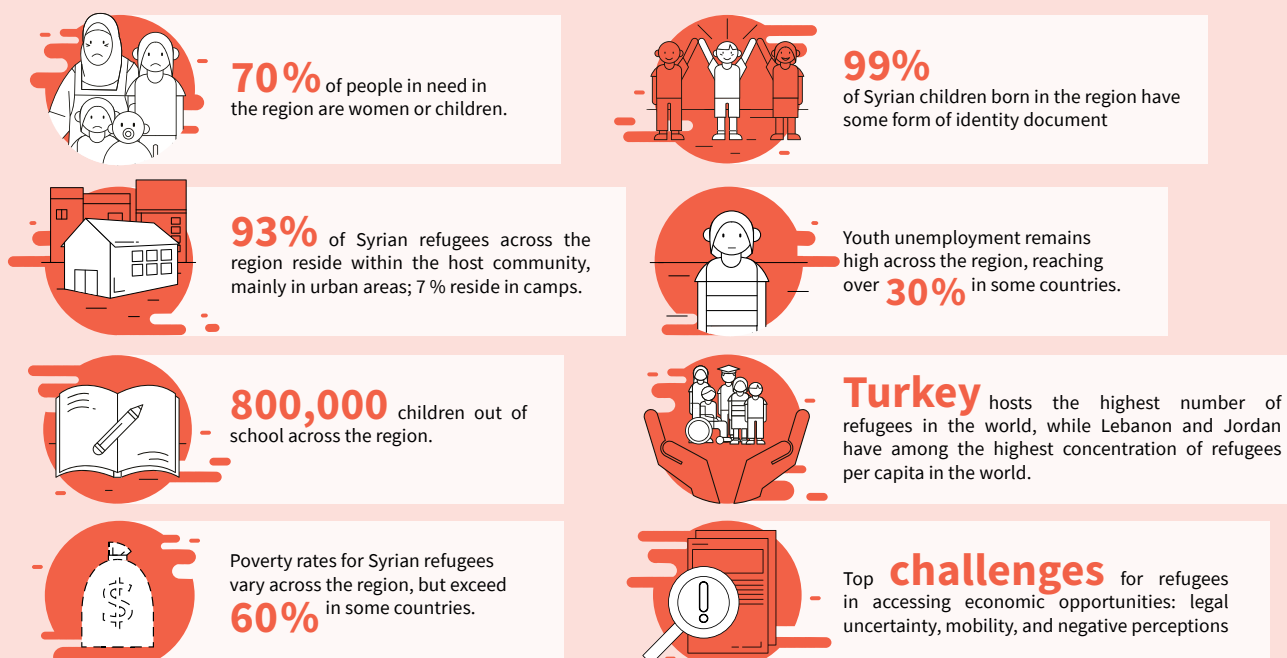 70% of people in need in
the region are women or children.
99%
of Syrian children born in the region have
some form of identity document
93% of Syrian refugees across the
region reside within the host community,
mainly in urban areas; 7 % reside in camps.
Youth unemployment remains
high across the region, reaching
over 30% in some countries.
800,000 children out of
school across the region.
Turkey hosts the highest number of
refugees in the world, while Lebanon and Jordan
have among the highest concentration of refugees
per capita in the world.
Poverty rates for Syrian refugees
vary across the region, but exceed
60% in some countries.
Top challenges for refugees
in accessing economic opportunities: legal
uncertainty, mobility, and negative perceptions